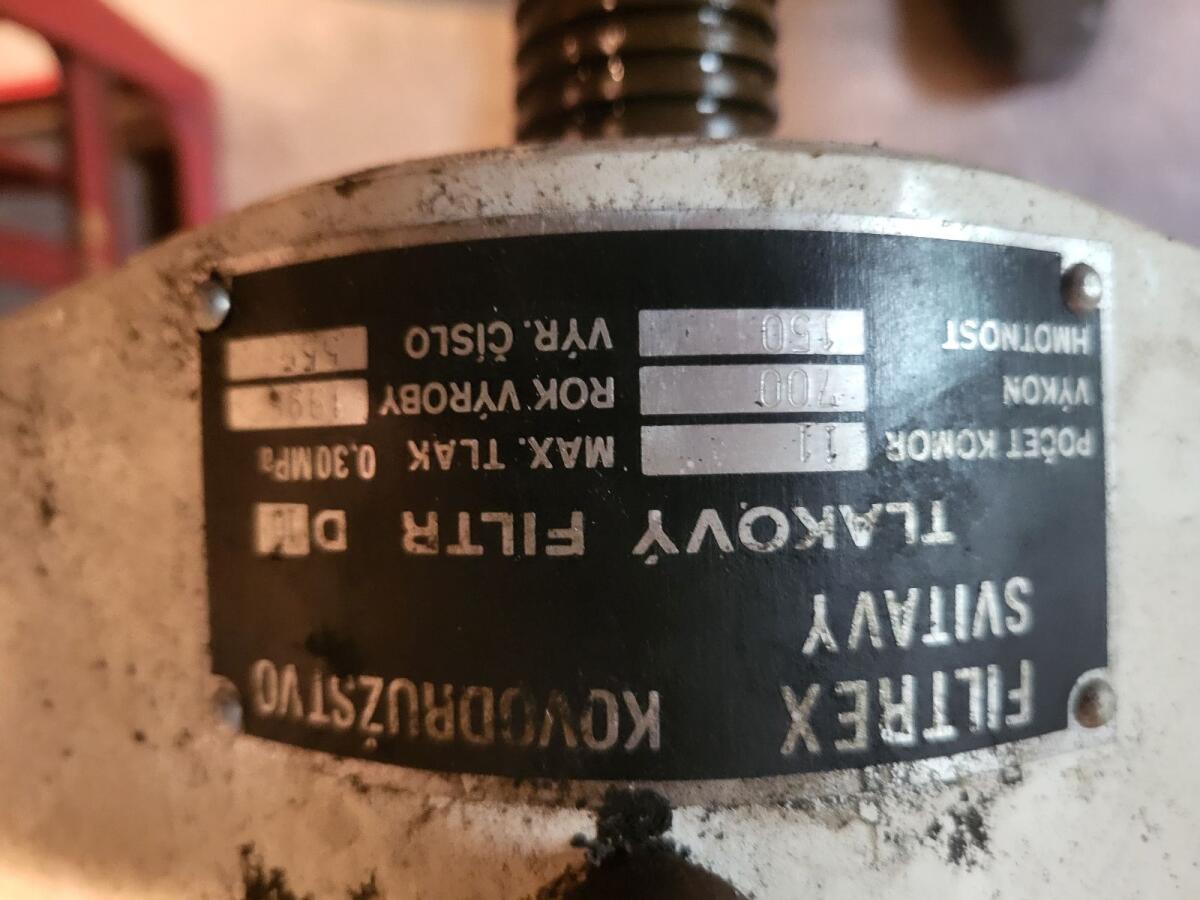 FILTREX KOVODRUŽSTVO
SVITAVY
TLAKOVÝ FILTR D
POČET KOMOR 11 MAX. TLAK 0,30MPa
VÝKON 700 ROK VÝROBY
HMOTNOST 150 VÝR. ČÍSLO